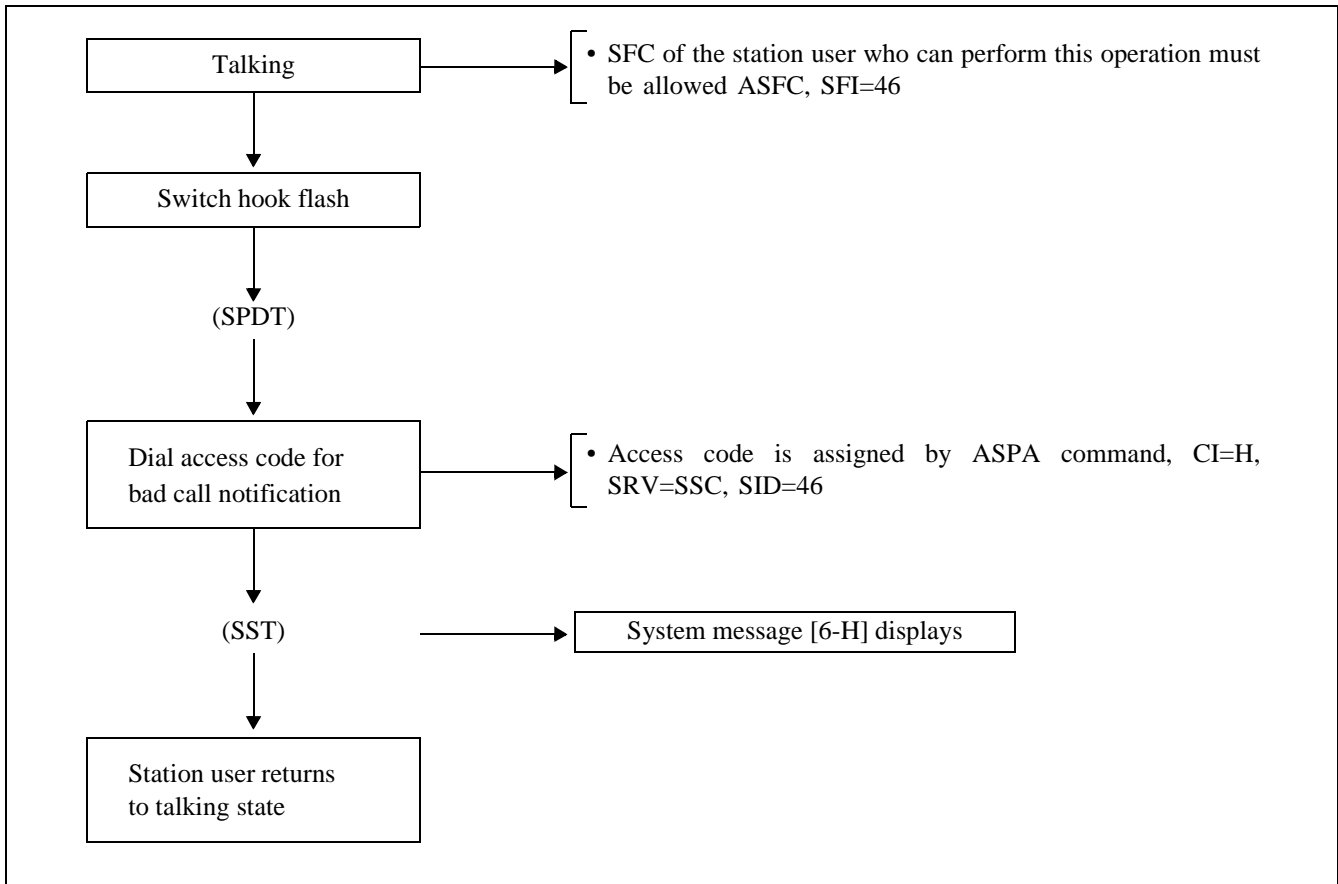 Talking
• SFC of the station user who can perform this operation must
be allowed ASFC, SFI=46
Switch hook flash
(SPDT)
Dial access code for
bad call notification
• Access code is assigned by ASPA command, CI=H,
SRV=SSC, SID=46
(SST)
System message [6-H] displays
Station user returns
to talking state